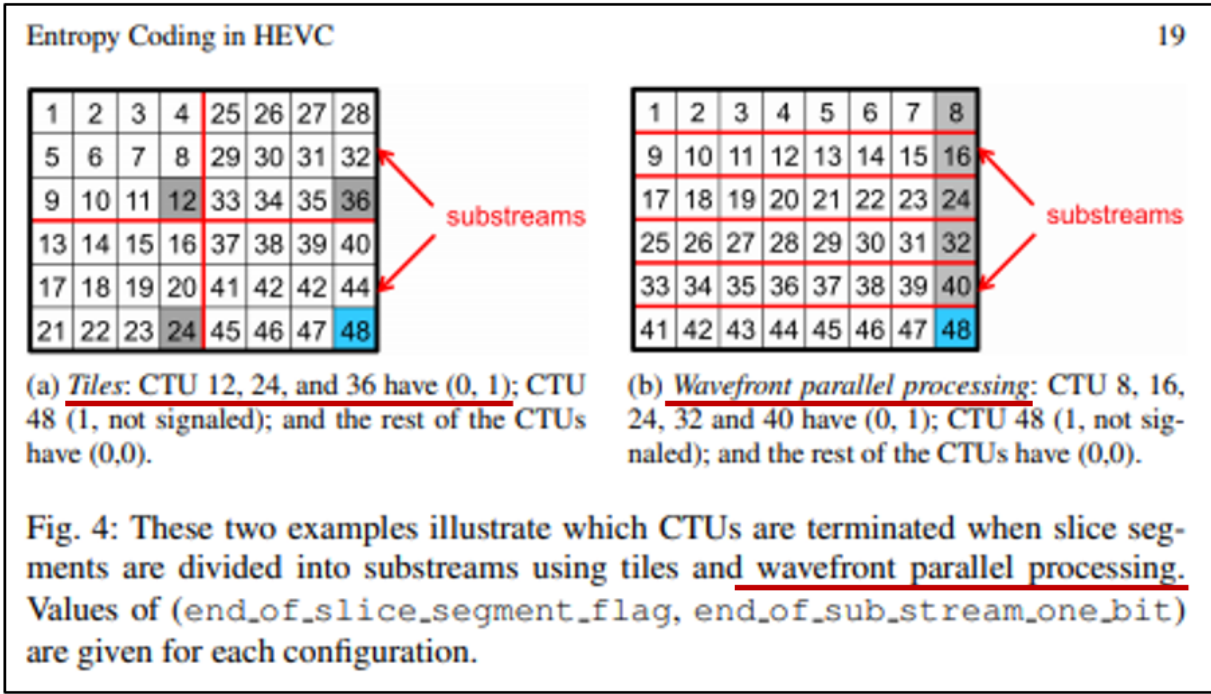 Entropy Coding in HEVC 19
1 2 3 4 25 26 27 28
5 6 7 8 29 30 31 32
9 10 11 12 33 34 35 36
13 14 15 16 37 38 39 40
17 18 19 20 41 42 42 44
21 22 23 24 45 46 47 48
substreams
(a) Tiles: CTU 12, 24, and 36 have (0, 1); CTU
48 (1, not signaled); and the rest of the CTUs
have (0,0).
1 2 3 4 5 6 7 8
9 10 11 12 13 14 15 16
17 18 19 20 21 22 23 24
25 26 27 28 29 30 31 32
33 34 35 36 37 38 39 40
41 42 43 44 45 46 47 48
substreams
(b) Wavefront parallel processing: CTU 8, 16,
24, 32 and 40 have (0, 1); CTU 48 (1, not sig-
naled); and the rest of the CTUs have (0,0).
Fig. 4: These two examples illustrate which CTUs are terminated when slice seg-
ments are divided into substreams using tiles and wavefront parallel processing.
Values of (end_of_slice_segment_flag, end_of_sub_stream_one_bit)
are given for each configuration.